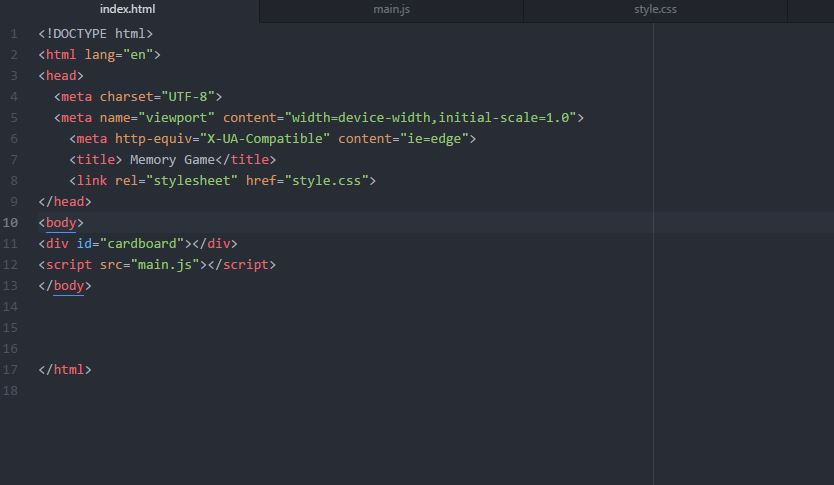 index.html main.js style.css
1 <!DOCTYPE html>
2 <html lang="en">
3 <head>
4   <meta charset="UTF-8">
5   <meta name="viewport" content="width=device-width,initial-scale=1.0">
6     <meta http-equiv="X-UA-Compatible" content="ie=edge">
7     <title> Memory Game</title>
8     <link rel="stylesheet" href="style.css">
9 </head>
10 <body>
11 <div id="cardboard"></div>
12 <script src="main.js"></script>
13 </body>
14
15
16
17 </html>
18